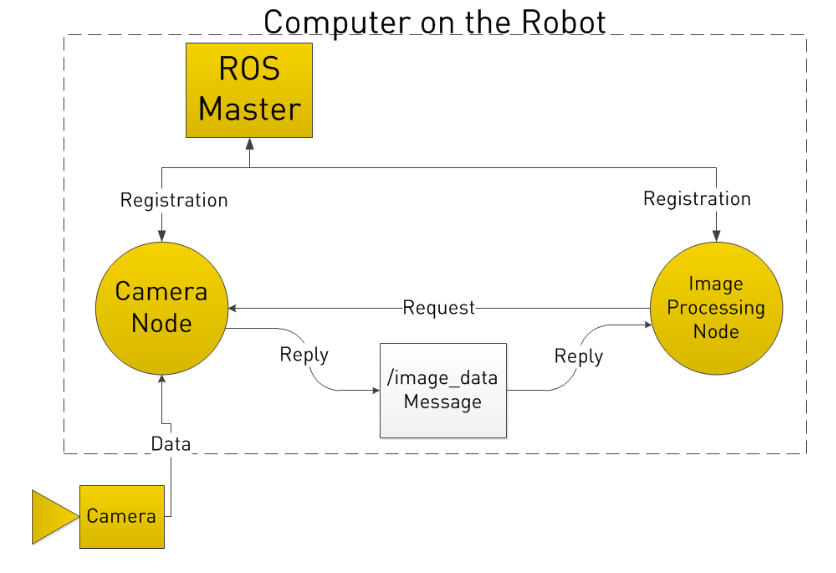 Computer on the Robot
ROS
Master
Registration
Registration
Camera
Node
Request
Image
Processing
Node
Reply
Reply
/image_data
Message
Data
Camera